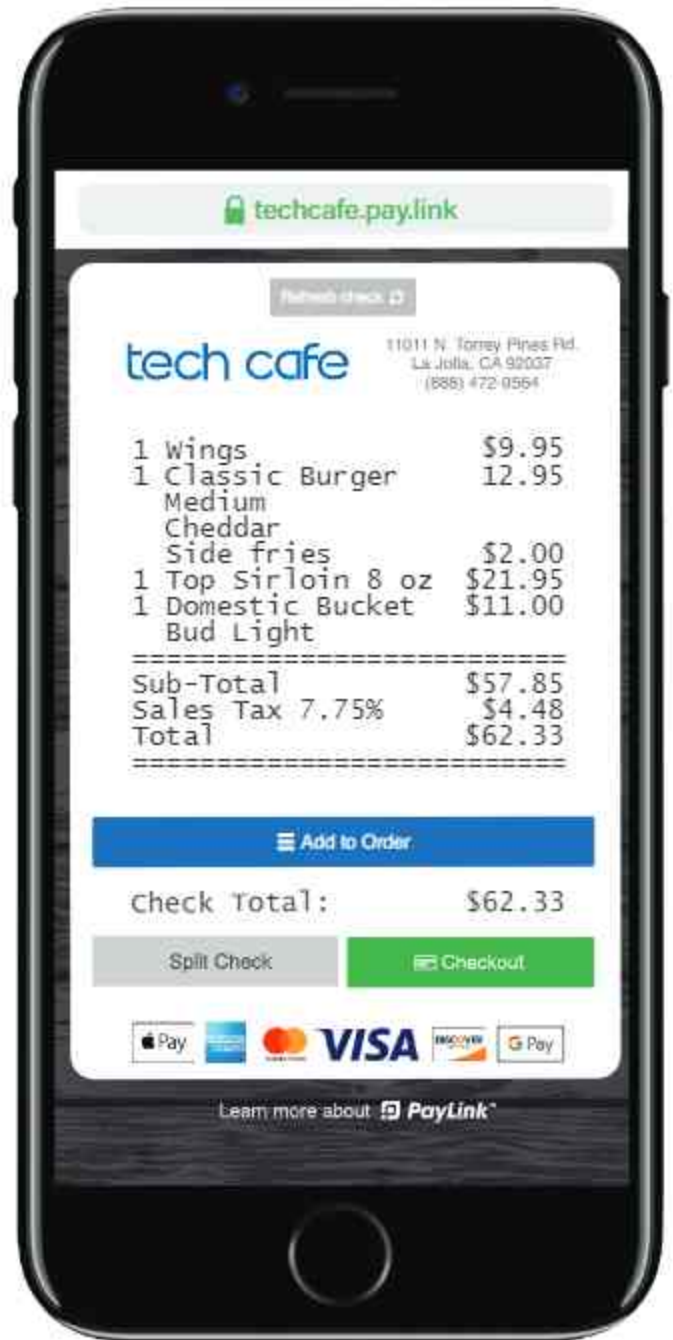 techcafe.pay.link
Refresh check
tech cafe
11011 N. Torrey Pines Rd.
La Jolla, CA 92037
(888) 472-9564
1 Wings $9.95
1 Classic Burger 12.95
Medium
Cheddar
Side fries $2.00
1 Top Sirloin 8 oz $21.95
1 Domestic Bucket $11.00
Bud Light
===========================
Sub-Total $57.85
Sales Tax 7.75% $4.48
Total $62.33
===========================
Add to Order
Check Total: $62.33
Split Check
Checkout
Pay
VISA
DISCOVER
G Pay
Learn more about PayLink